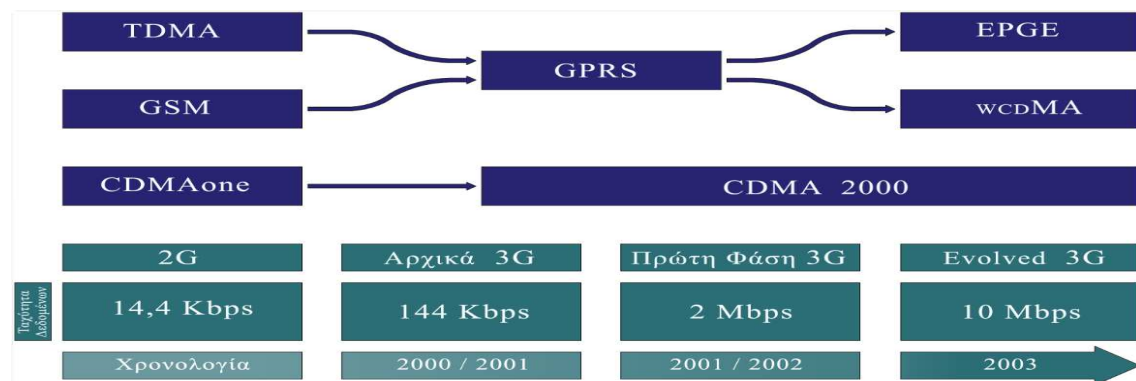 TDMA
EPGE
GPRS
GSM
WCDMA
CDMAone
CDMA 2000
2G
Αρχικά 3G
Πρώτη Φάση 3G
Evolved 3G
Ταχύτητα
Δεδομένων
14,4 Kbps
144 Kbps
2 Mbps
10 Mbps
Χρονολογία
2000 / 2001
2001 / 2002
2003